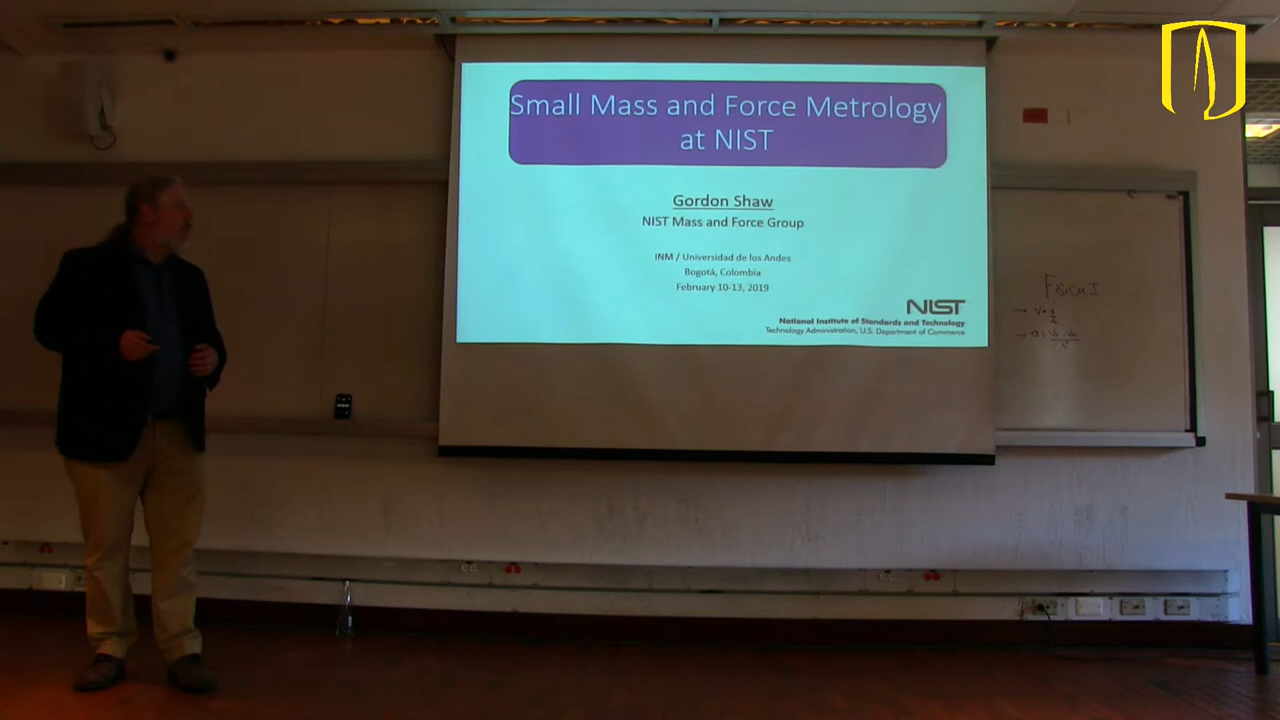 Small Mass and Force Metrology
at NIST
Gordon Shaw
NIST Mass and Force Group
INM / Universidad de los Andes
Bogotá, Colombia
February 10-13, 2019
NIST
National Institute of Standards and Technology
Technology Administration, U.S. Department of Commerce